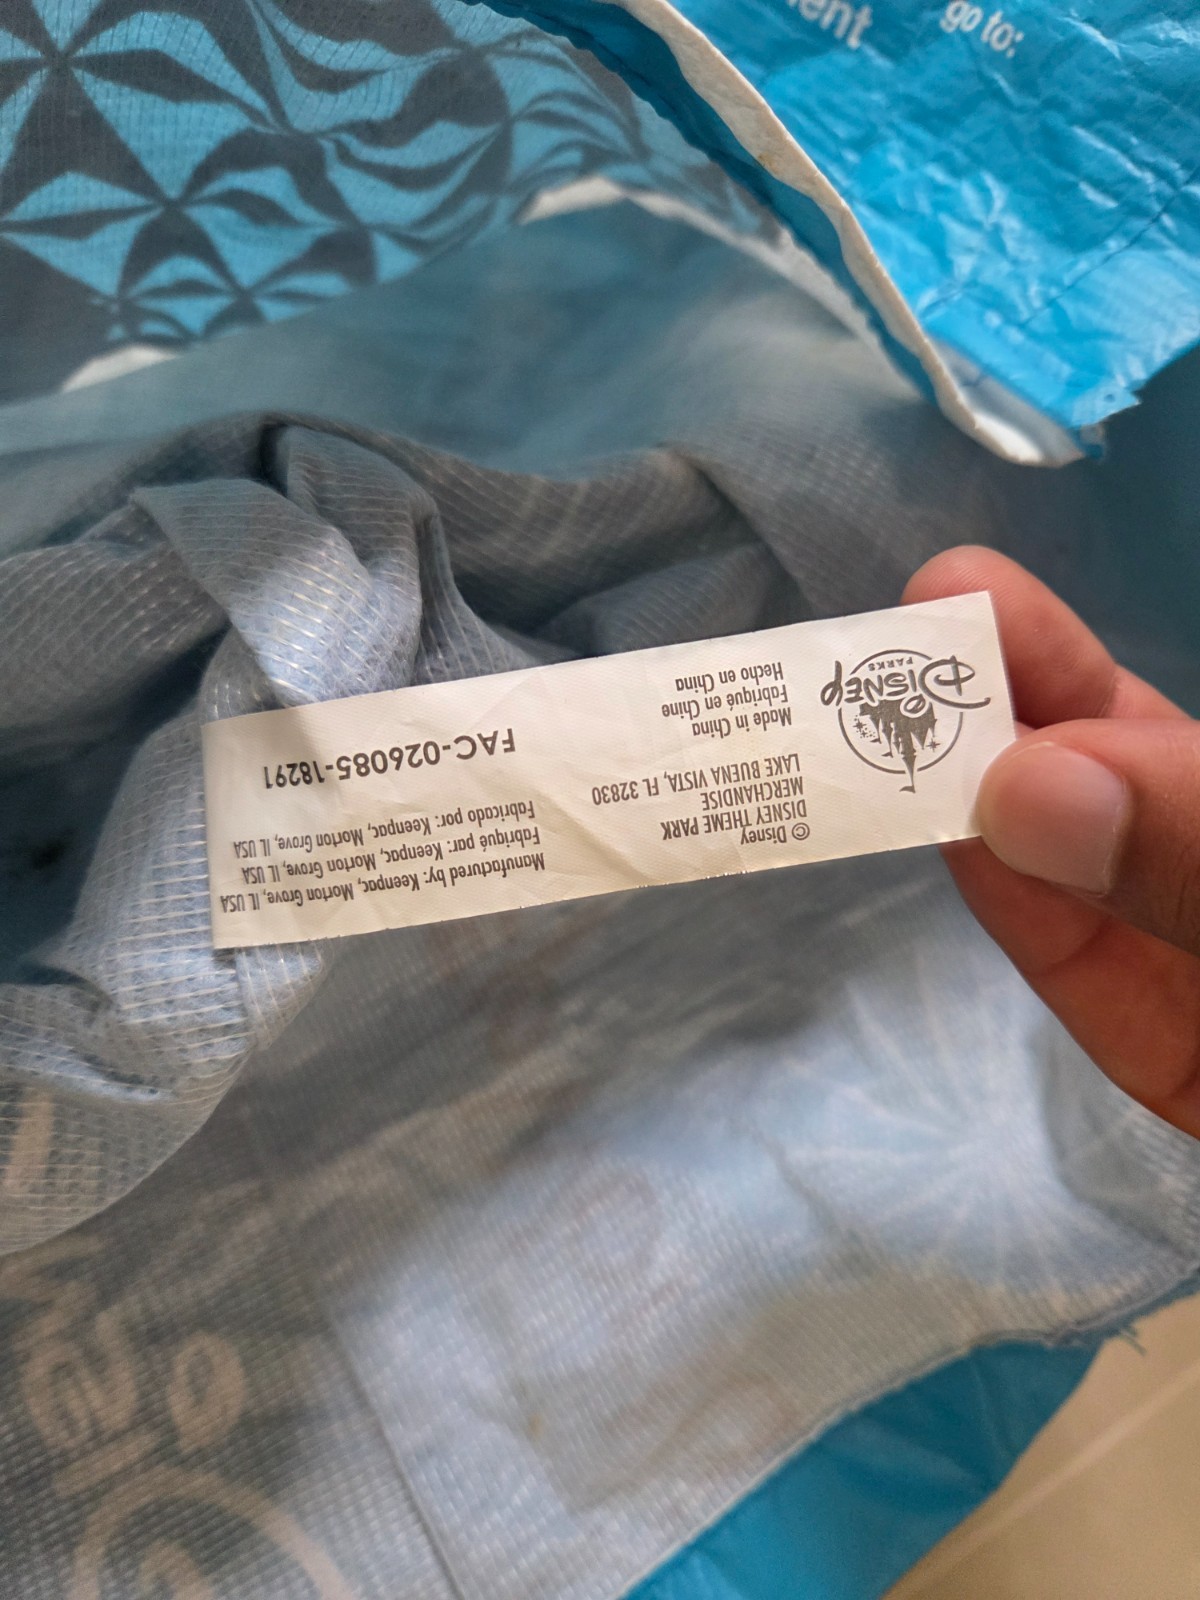 Disney
PARKS
Made in China
Fabriqué en Chine
Hecho en China
© Disney
DISNEY THEME PARK
MERCHANDISE
LAKE BUENA VISTA, FL 32830
FAC-026085-18291
Manufactured by: Keenpac, Morton Grove, IL USA
Fabriqué par: Keenpac, Morton Grove, IL USA
Fabricado por: Keenpac, Morton Grove, IL USA
go to: